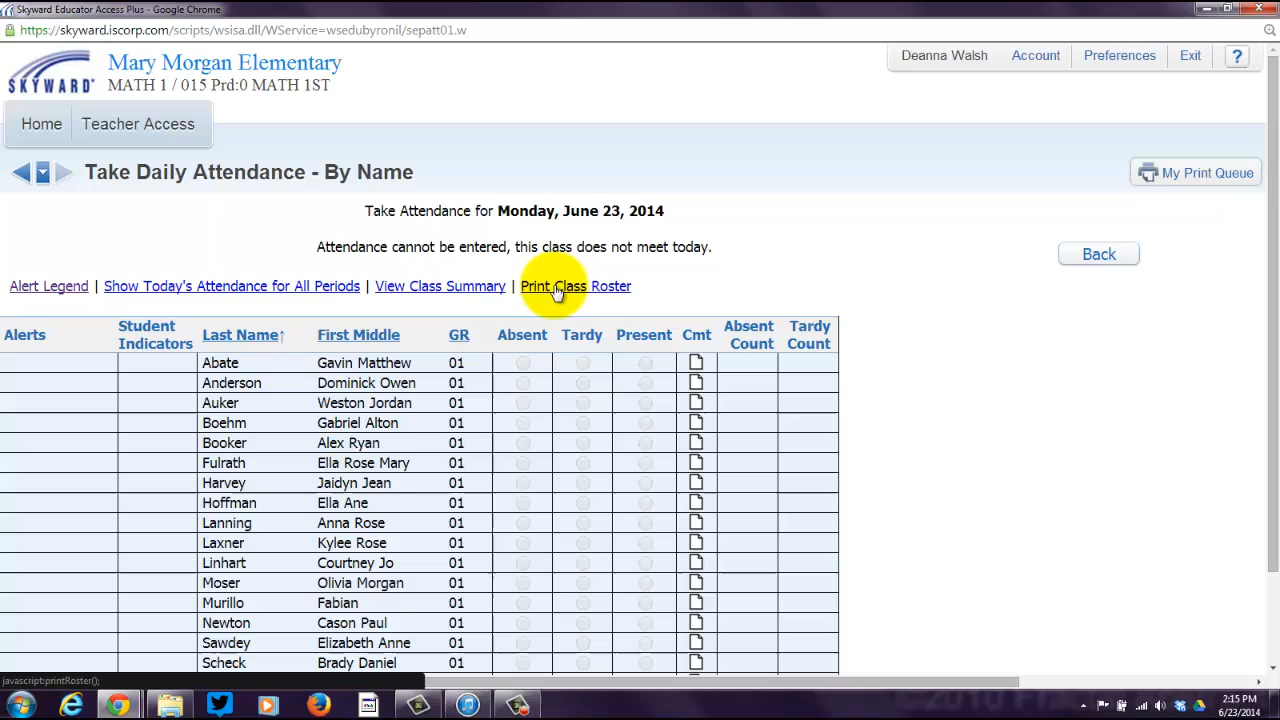 Skyward Educator Access Plus - Google Chrome
https://skyward.iscorp.com/scripts/wsisa.dll/WService=wsedubyronil/sepatt01.w
SKYWARD
Mary Morgan Elementary
MATH 1 / 015 Prd:0 MATH 1ST
Deanna Walsh Account Preferences Exit ?
Home Teacher Access
Take Daily Attendance - By Name
My Print Queue
Take Attendance for Monday, June 23, 2014
Attendance cannot be entered, this class does not meet today.
Back
Alert Legend | Show Today's Attendance for All Periods | View Class Summary | Print Class Roster
Alerts Student Indicators Last Name↑ First Middle GR Absent Tardy Present Cmt Absent Count Tardy Count
Abate Gavin Matthew 01
Anderson Dominick Owen 01
Auker Weston Jordan 01
Boehm Gabriel Alton 01
Booker Alex Ryan 01
Fulrath Ella Rose Mary 01
Harvey Jaidyn Jean 01
Hoffman Ella Ane 01
Lanning Anna Rose 01
Laxner Kylee Rose 01
Linhart Courtney Jo 01
Moser Olivia Morgan 01
Murillo Fabian 01
Newton Cason Paul 01
Sawdey Elizabeth Anne 01
Scheck Brady Daniel 01
javascript:printRoster();
2:15 PM
6/23/2014